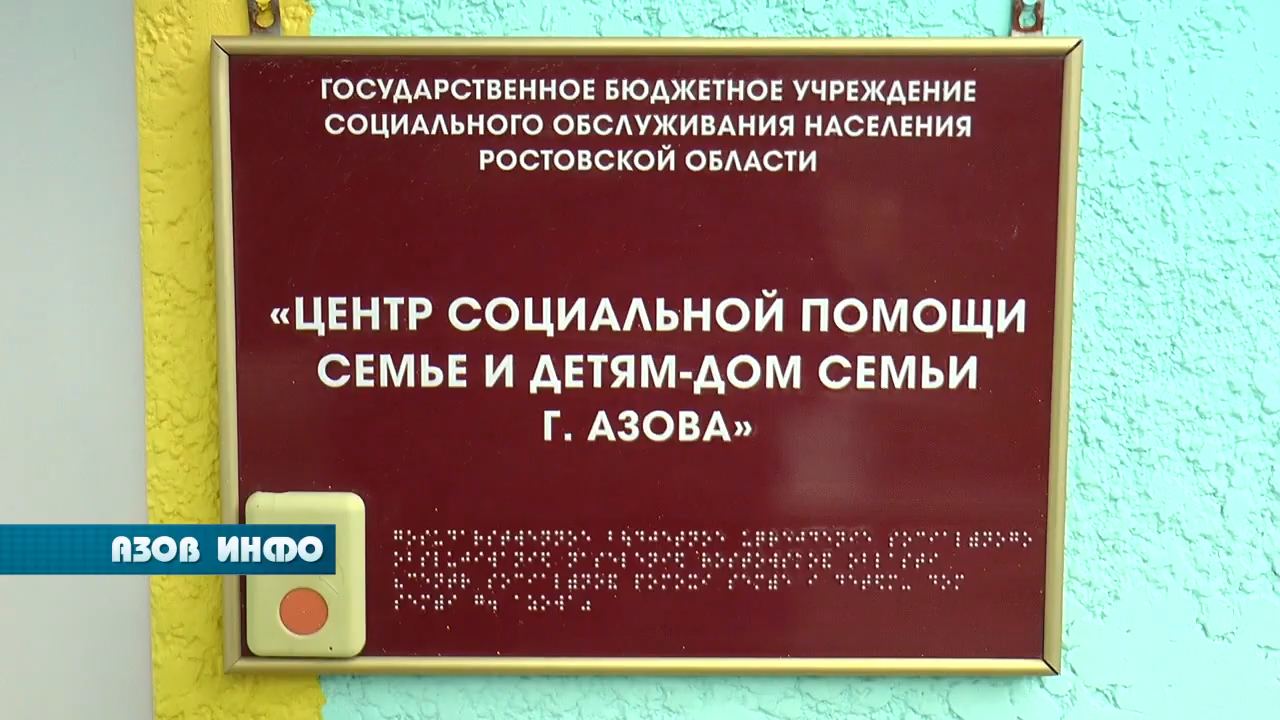 ГОСУДАРСТВЕННОЕ БЮДЖЕТНОЕ УЧРЕЖДЕНИЕ
СОЦИАЛЬНОГО ОБСЛУЖИВАНИЯ НАСЕЛЕНИЯ
РОСТОВСКОЙ ОБЛАСТИ
«ЦЕНТР СОЦИАЛЬНОЙ ПОМОЩИ
СЕМЬЕ И ДЕТЯМ-ДОМ СЕМЬИ
Г. АЗОВА»
АЗОВ ИНФО